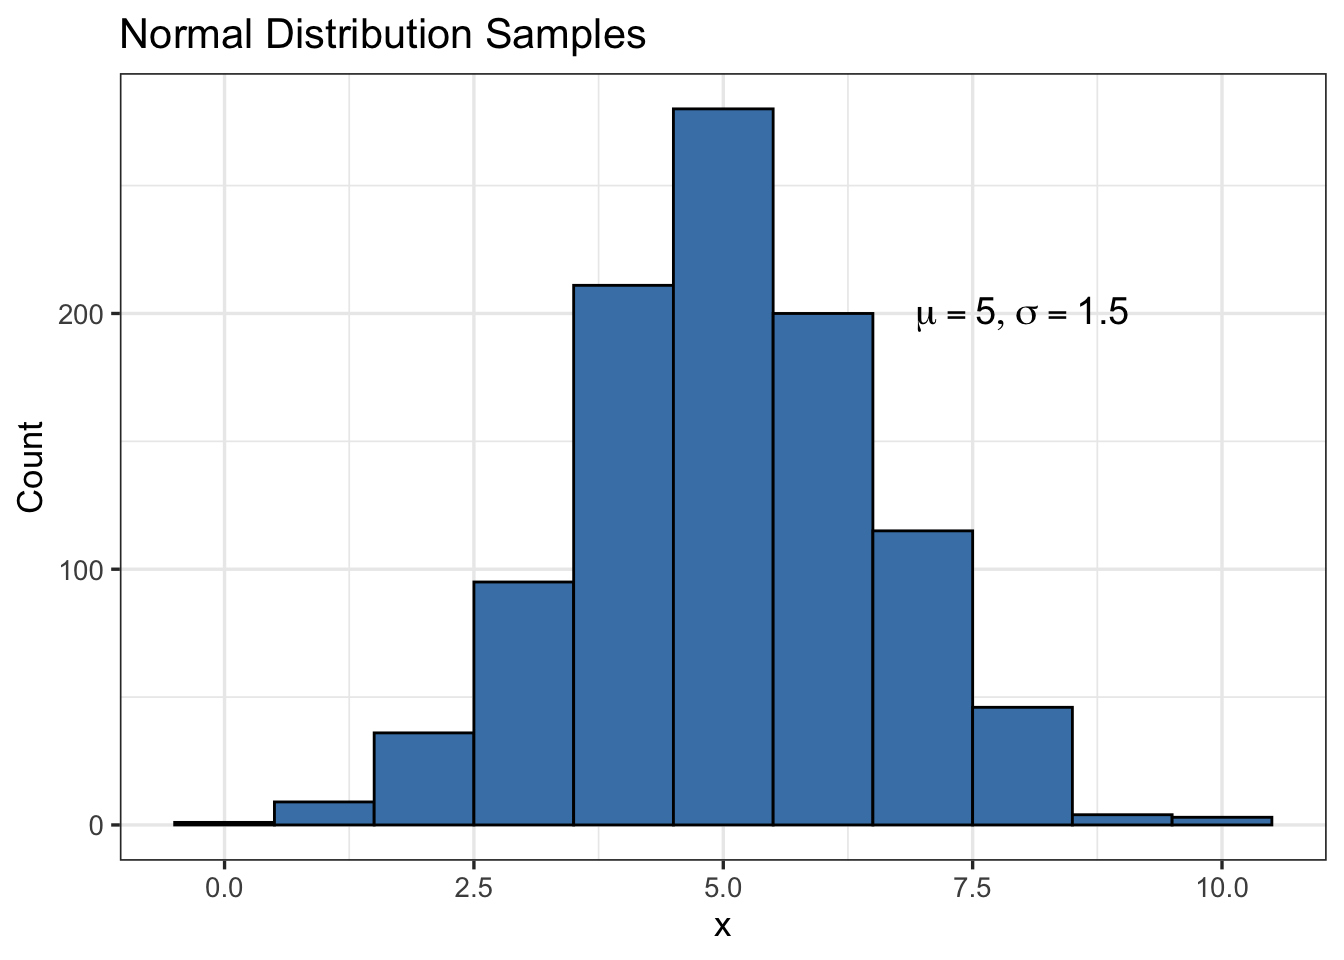 Normal Distribution Samples
Count
200
100
0
μ = 5, σ = 1.5
0.0 2.5 5.0 7.5 10.0
x